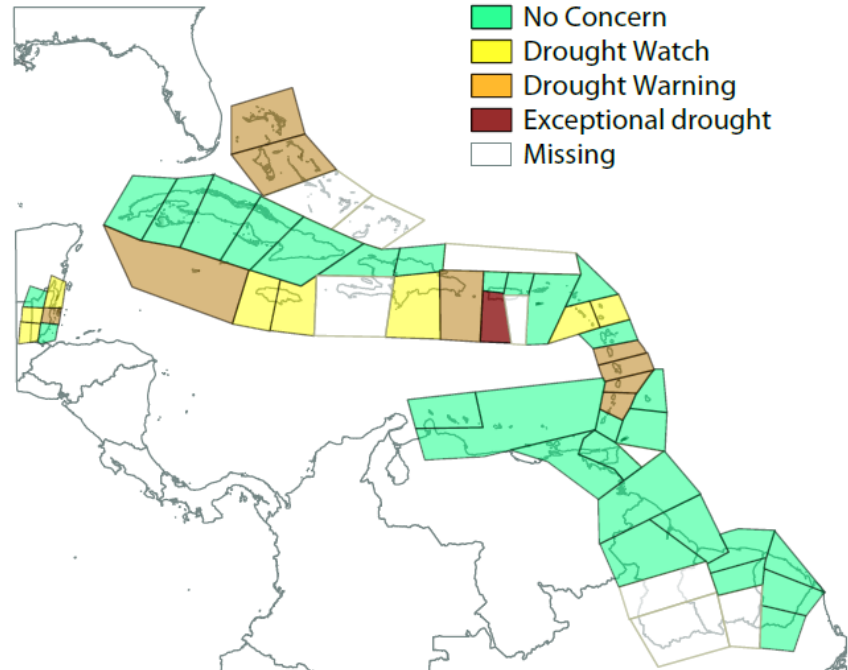 No Concern
Drought Watch
Drought Warning
Exceptional drought
Missing